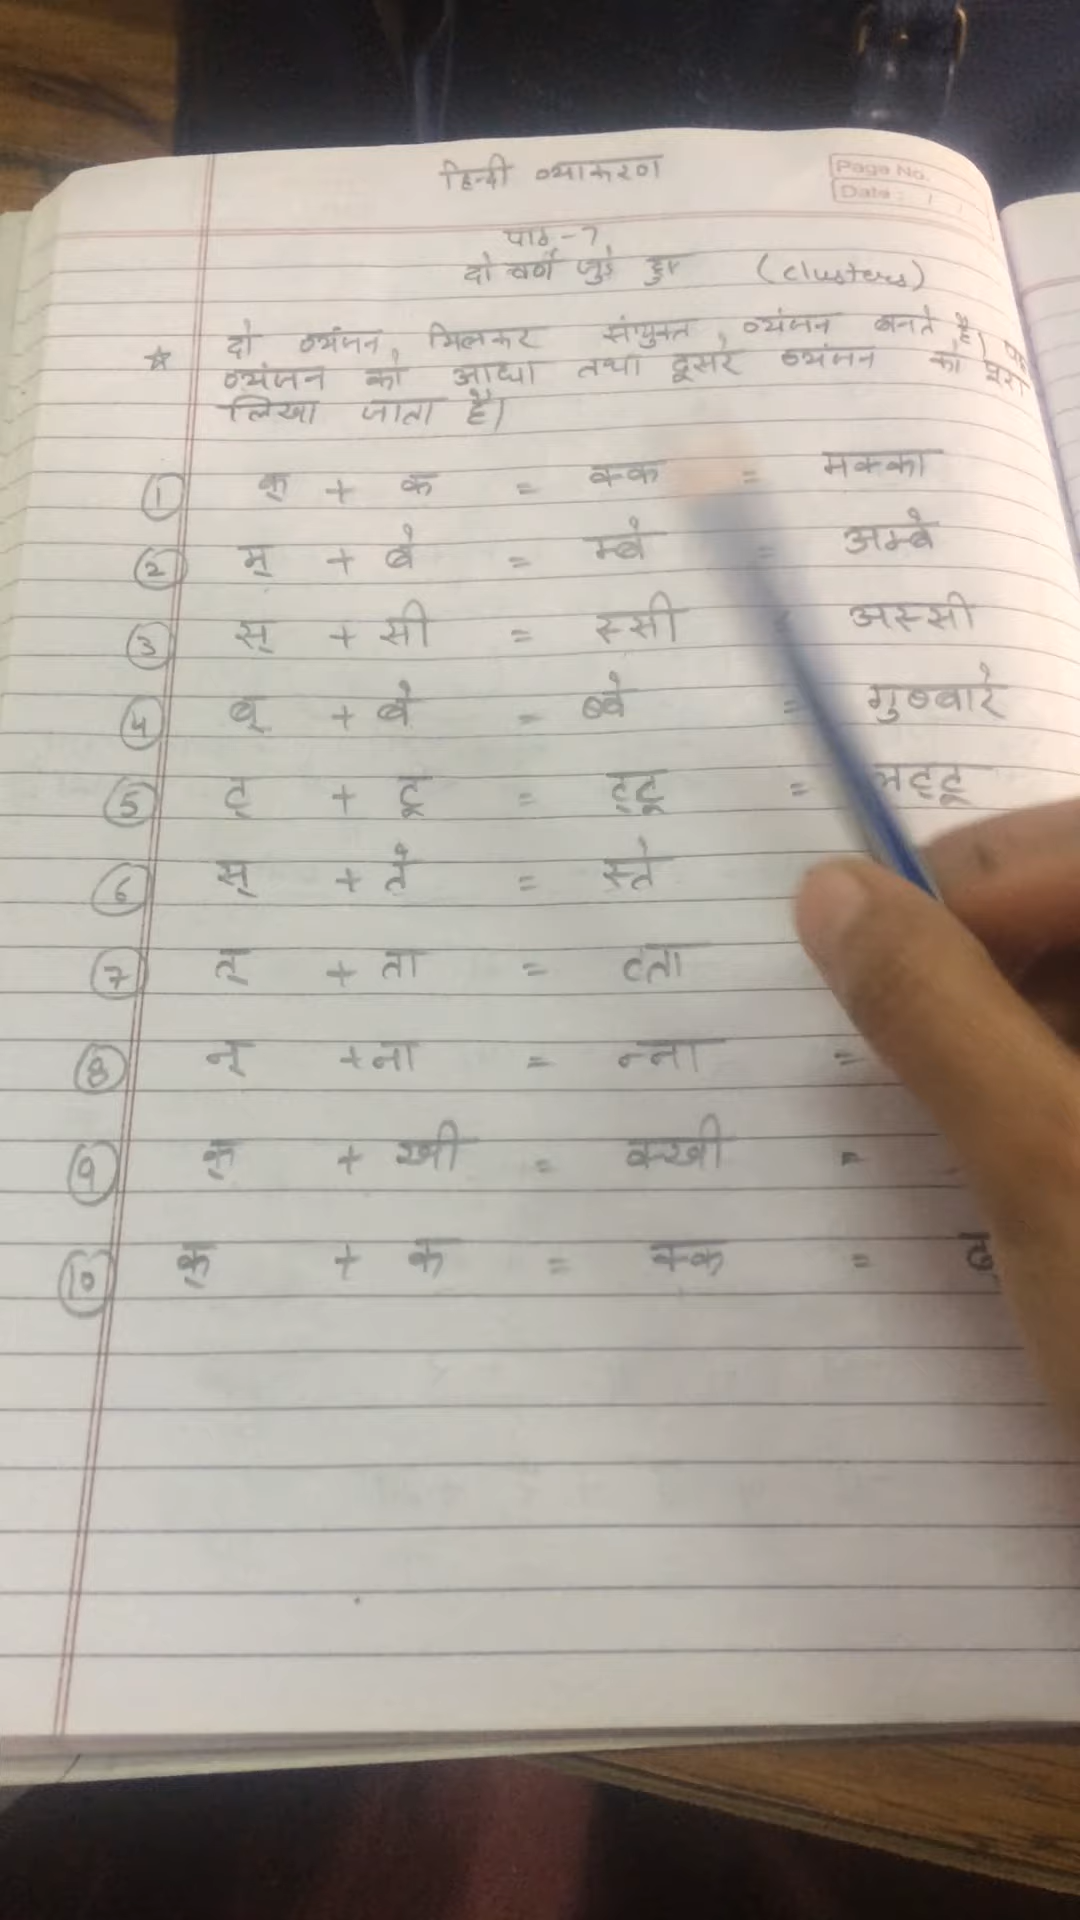 हिन्दी व्याकरण
Page No.
Date: / /
पाठ-7
दो वर्ण जुड़े हुए (clusters)
☆ दो व्यंजन मिलकर संयुक्त व्यंजन बनते है।
व्यंजन को आधा तथा दूसरे व्यंजन को पूरा
लिखा जाता है।
① क् + क = क्क = मक्का
② म् + बे = म्बे = अम्बे
③ स् + सी = स्सी = अस्सी
④ ब् + बे = ब्बे = गुब्बारे
⑤ ट् + टू = ट्टू =
⑥ स् + ते = स्ते
⑦ त् + ता = त्ता
⑧ न् + ना = न्ना =
⑨ क् + खी = क्खी =
⑩ क् + क = क्क =